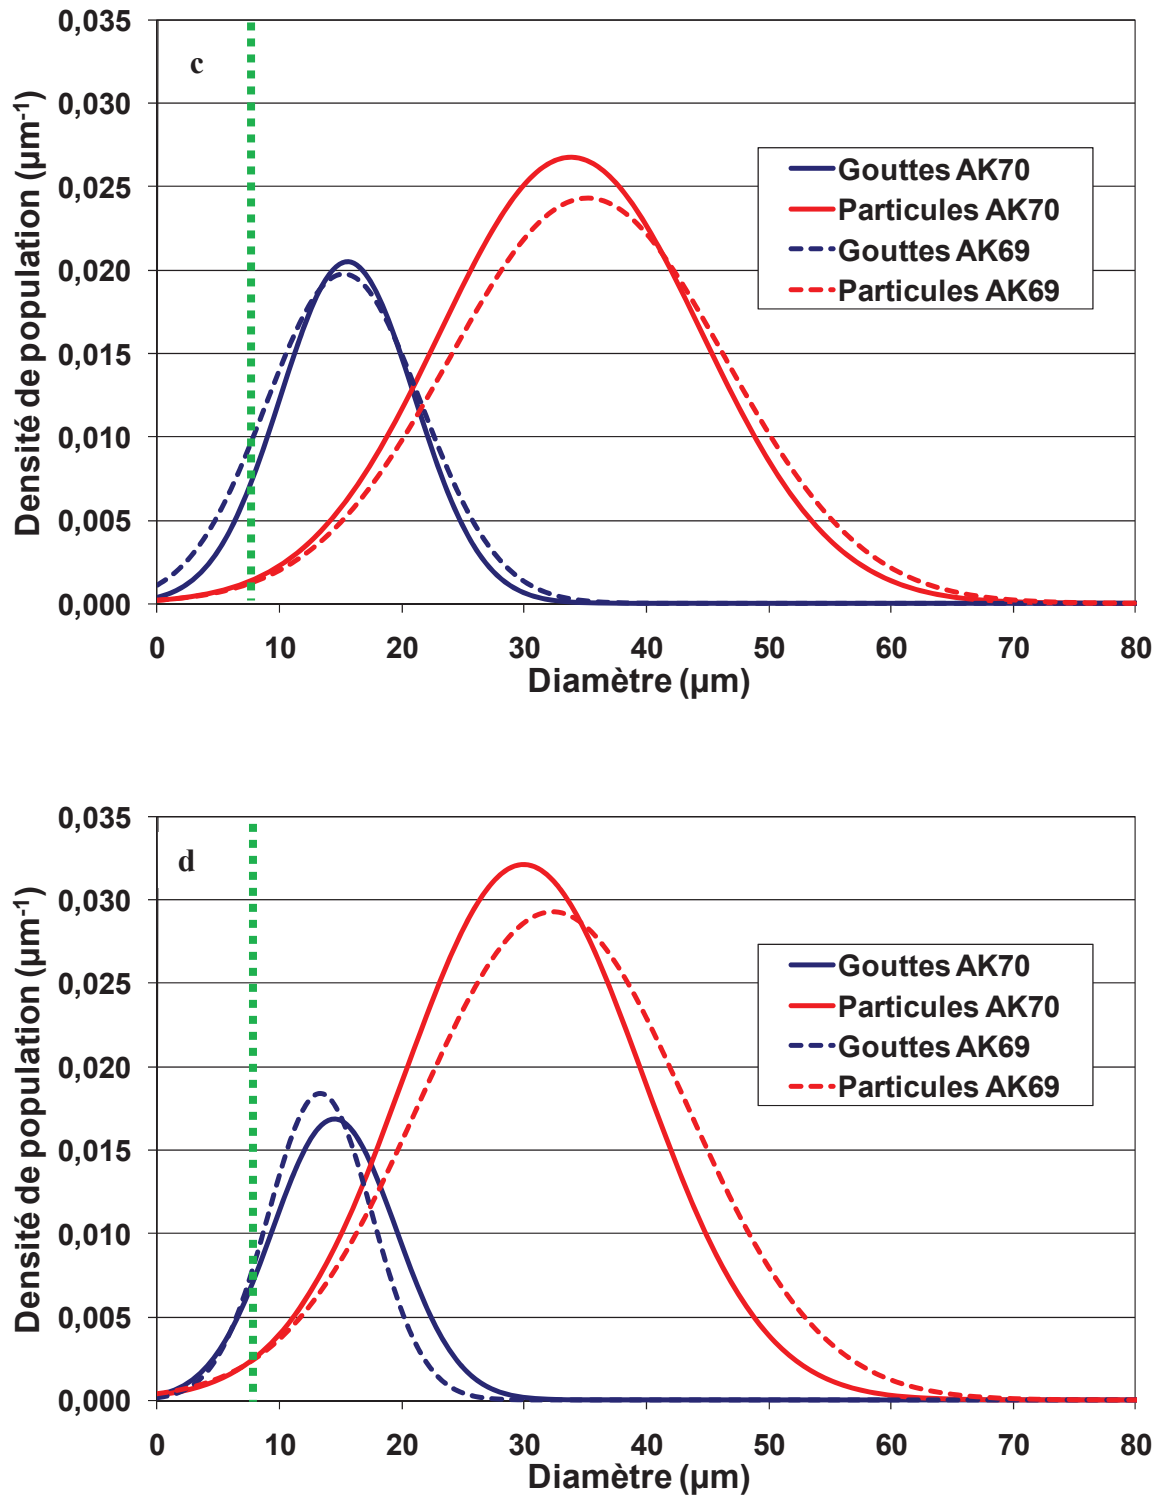 0,035
0,030
0,025
0,020
0,015
0,010
0,005
0,000
Densité de population (µm-1)
c
Gouttes AK70
Particules AK70
Gouttes AK69
Particules AK69
0 10 20 30 40 50 60 70 80
Diamètre (µm)
0,035
0,030
0,025
0,020
0,015
0,010
0,005
0,000
Densité de population (µm-1)
d
Gouttes AK70
Particules AK70
Gouttes AK69
Particules AK69
0 10 20 30 40 50 60 70 80
Diamètre (µm)